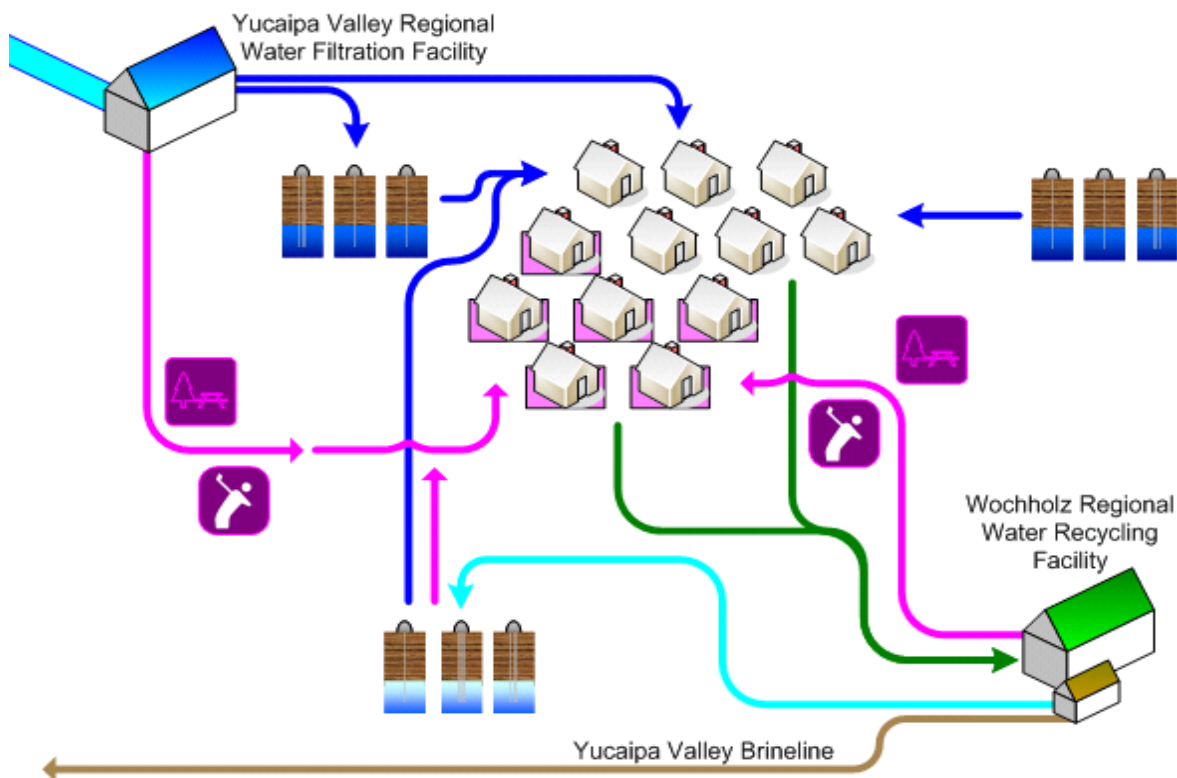 Yucaipa Valley Regional
Water Filtration Facility
Wochholz Regional
Water Recycling
Facility
Yucaipa Valley Brineline